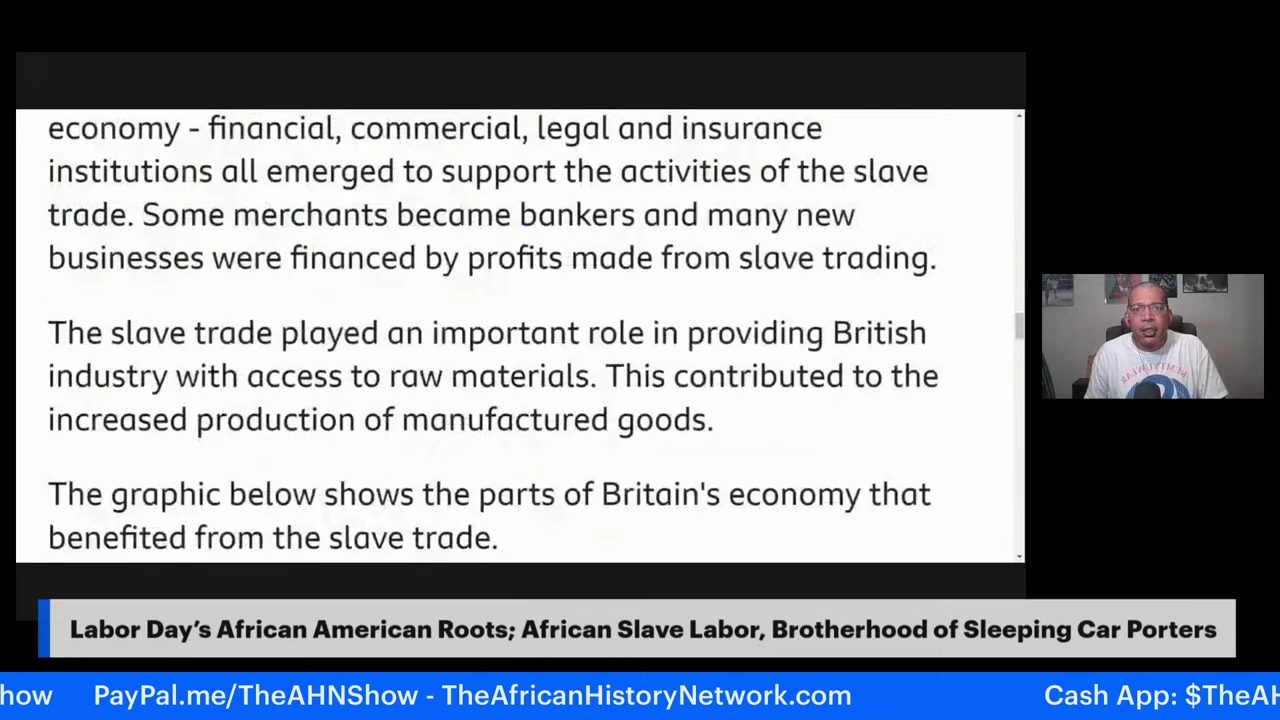 economy - financial, commercial, legal and insurance
institutions all emerged to support the activities of the slave
trade. Some merchants became bankers and many new
businesses were financed by profits made from slave trading.
The slave trade played an important role in providing British
industry with access to raw materials. This contributed to the
increased production of manufactured goods.
The graphic below shows the parts of Britain's economy that
benefited from the slave trade.
Labor Day’s African American Roots; African Slave Labor, Brotherhood of Sleeping Car Porters
Show PayPal.me/TheAHNShow - TheAfricanHistoryNetwork.com Cash App: $TheAH